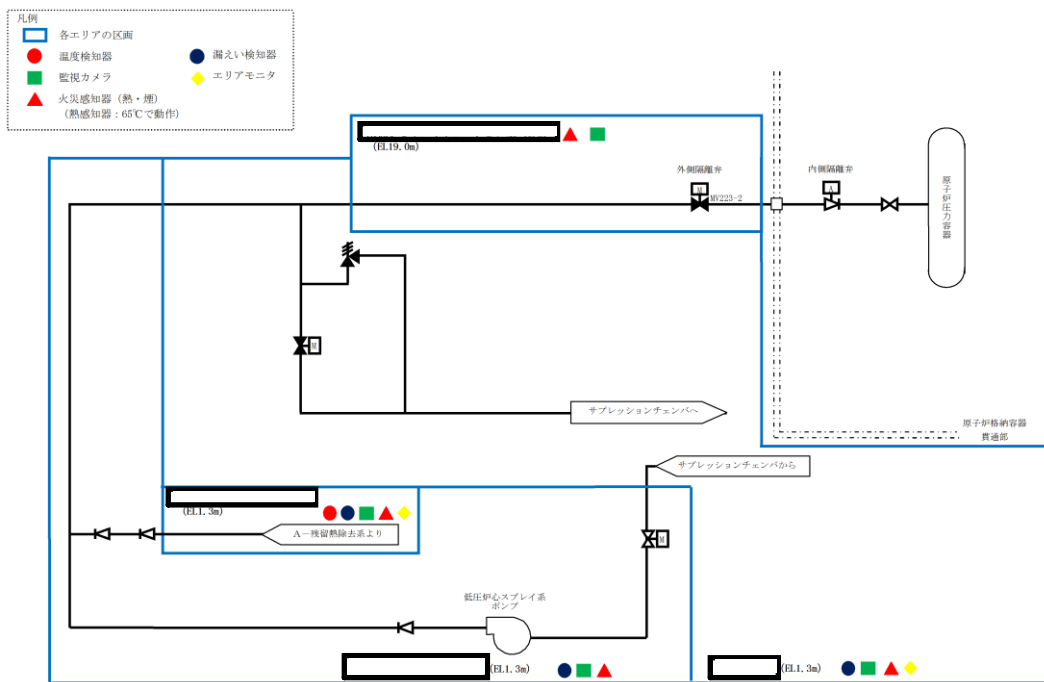 凡例
各エリアの区画
温度検知器
漏えい検知器
監視カメラ
エリアモニタ
火災感知器（熱・煙）
（熱感知器：65℃で動作）
(EL19.0m)
外側隔離弁
内側隔離弁
M
MV223-2
A
原子炉圧力容器
M
サプレッションチェンバへ
原子炉格納容器
貫通部
サプレッションチェンバから
(EL1.3m)
A－残留熱除去系より
M
低圧炉心スプレイ系
ポンプ
(EL1.3m)
(EL1.3m)